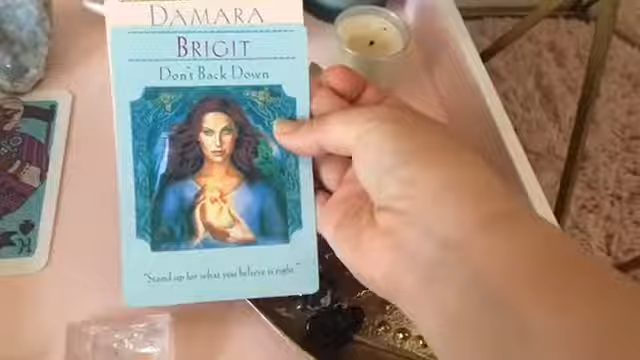 DAMARA
BRIGIT
Don't Back Down
"Stand up for what you believe is right."
K